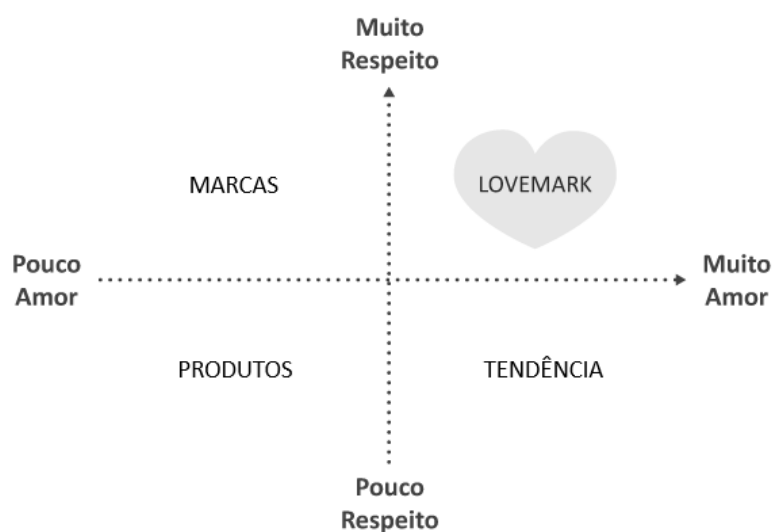 Muito
Respeito
MARCAS
LOVEMARK
Pouco
Amor
Muito
Amor
PRODUTOS
TENDÊNCIA
Pouco
Respeito